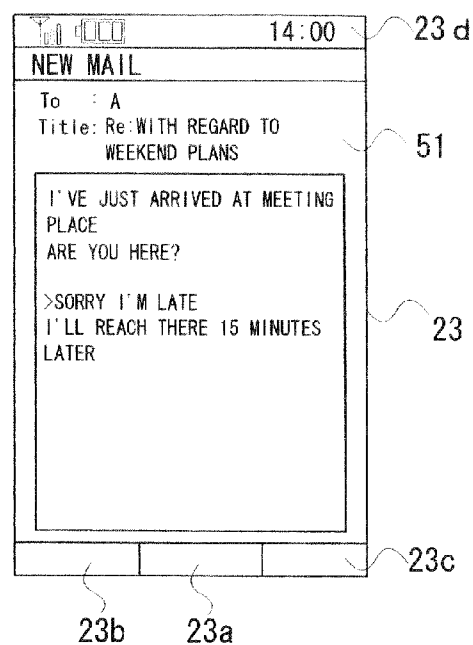 14:00
23d
NEW MAIL
To : A
Title: Re:WITH REGARD TO
WEEKEND PLANS
51
I'VE JUST ARRIVED AT MEETING
PLACE
ARE YOU HERE?
>SORRY I'M LATE
I'LL REACH THERE 15 MINUTES
LATER
23
23c
23b
23a